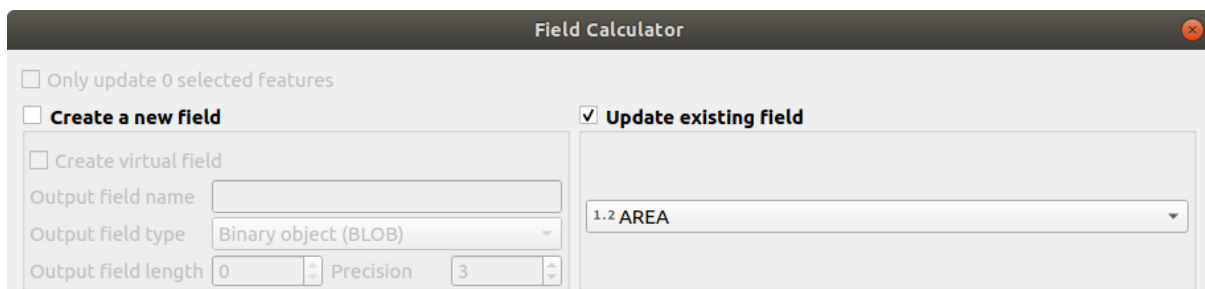 Field Calculator
Only update 0 selected features
Create a new field
Update existing field
Create virtual field
Output field name
1.2 AREA
Output field type Binary object (BLOB)
Output field length 0 Precision 3